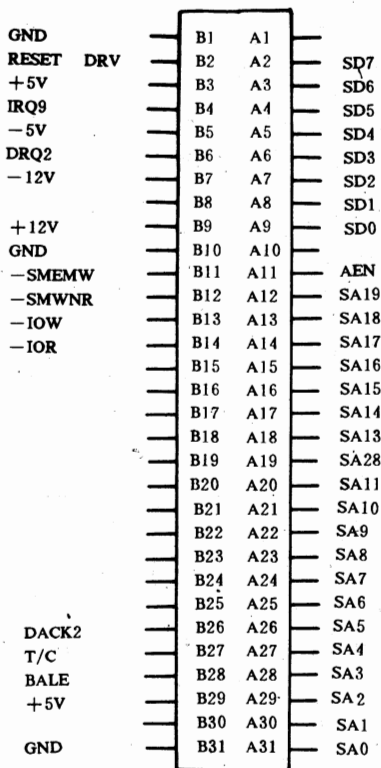 GND B1 A1
RESET DRV B2 A2 SD7
+5V B3 A3 SD6
IRQ9 B4 A4 SD5
−5V B5 A5 SD4
DRQ2 B6 A6 SD3
−12V B7 A7 SD2
B8 A8 SD1
+12V B9 A9 SD0
GND B10 A10
−SMEMW B11 A11 AEN
−SMWNR B12 A12 SA19
−IOW B13 A13 SA18
−IOR B14 A14 SA17
B15 A15 SA16
B16 A16 SA15
B17 A17 SA14
B18 A18 SA13
B19 A19 SA28
B20 A20 SA11
B21 A21 SA10
B22 A22 SA9
B23 A23 SA8
B24 A24 SA7
B25 A25 SA6
DACK2 B26 A26 SA5
T/C B27 A27 SA4
BALE B28 A28 SA3
+5V B29 A29 SA2
B30 A30 SA1
GND B31 A31 SA0